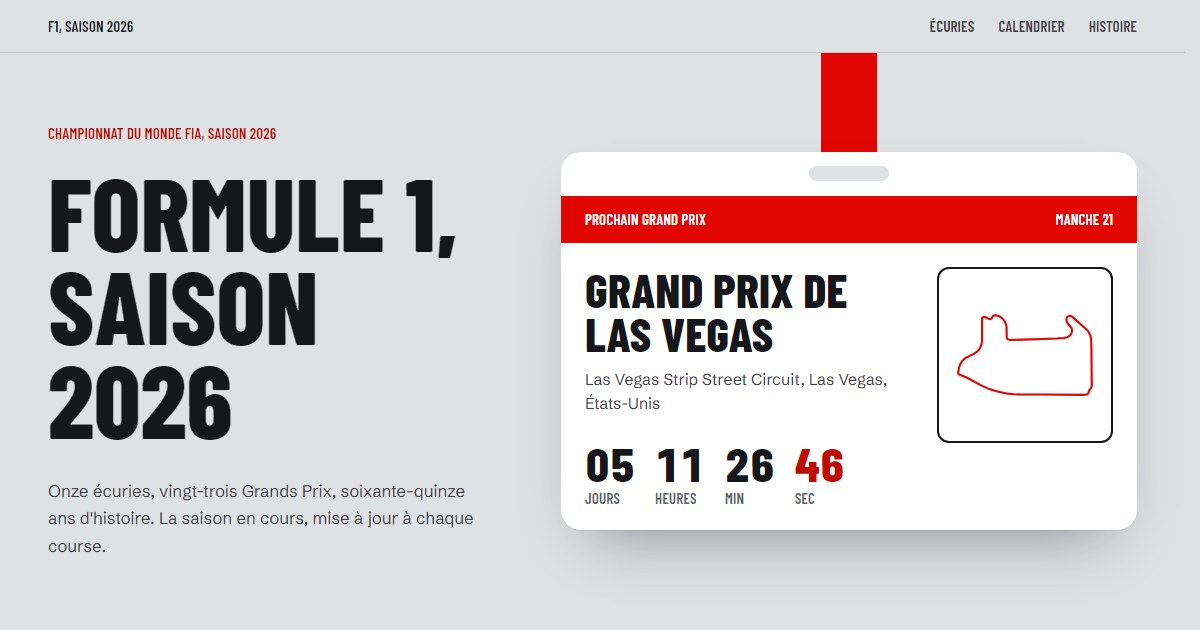 F1, SAISON 2026
ÉCURIES CALENDRIER HISTOIRE
CHAMPIONNAT DU MONDE FIA, SAISON 2026
FORMULE 1,
SAISON
2026
Onze écuries, vingt-trois Grands Prix, soixante-quinze
ans d'histoire. La saison en cours, mise à jour à chaque
course.
PROCHAIN GRAND PRIX
MANCHE 21
GRAND PRIX DE
LAS VEGAS
Las Vegas Strip Street Circuit, Las Vegas,
États-Unis
05 11 26 46
JOURS HEURES MIN SEC